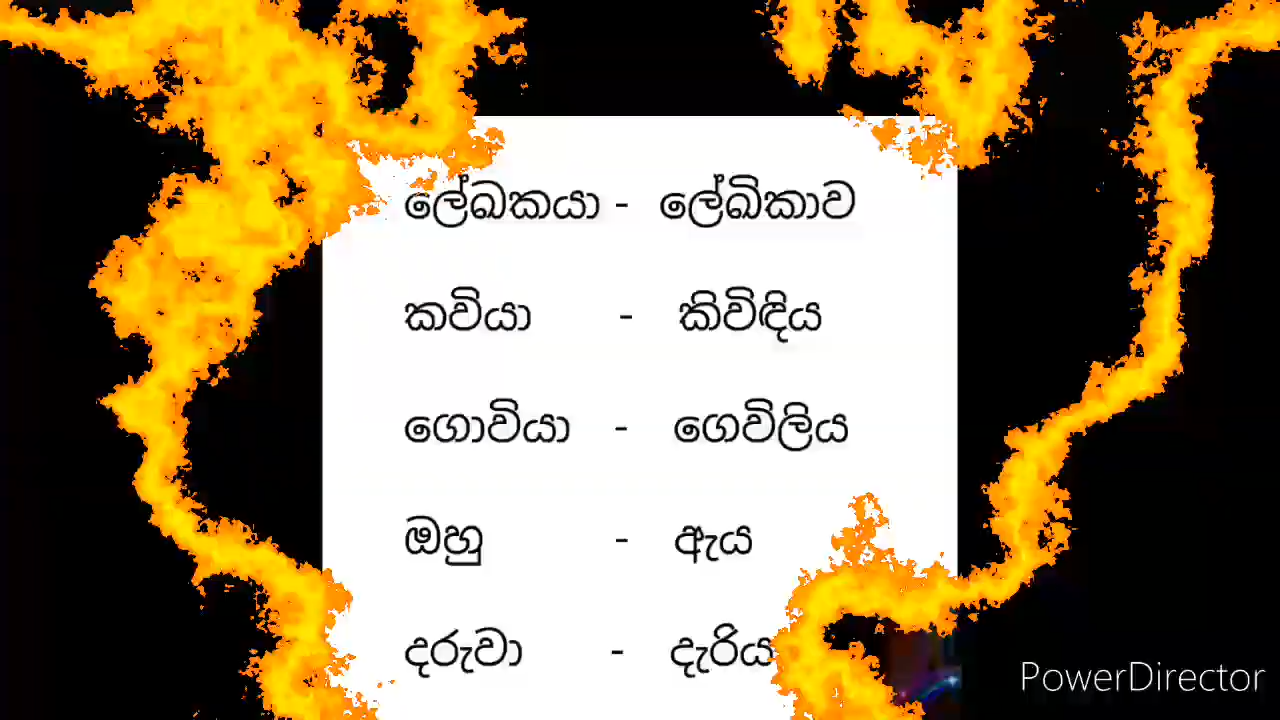 ලේඛකයා - ලේඛිකාව
කවියා - කිවිඳිය
ගොවියා - ගෙවිලිය
ඔහු - ඇය
දරුවා - දැරිය
PowerDirector